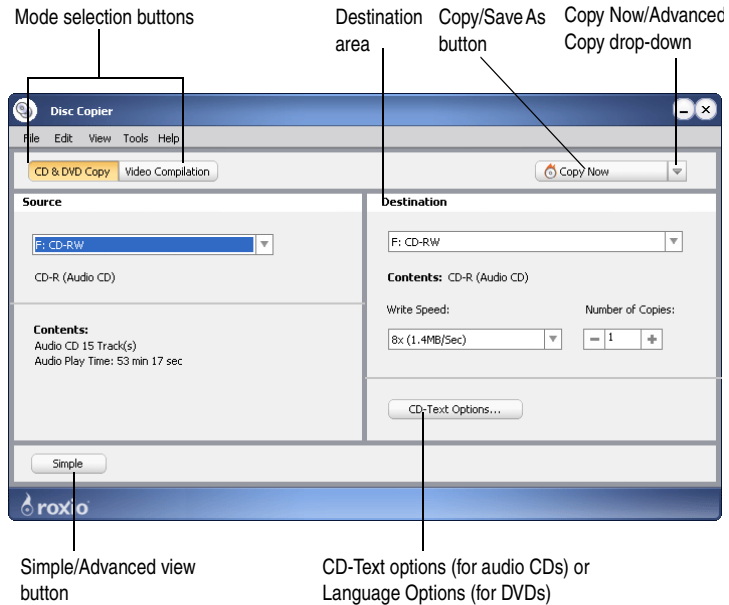 Mode selection buttons
Destination
area
Copy/Save As
button
Copy Now/Advanced
Copy drop-down
Disc Copier
File Edit View Tools Help
CD & DVD Copy Video Compilation
Copy Now
Source
F: CD-RW
CD-R (Audio CD)
Contents:
Audio CD 15 Track(s)
Audio Play Time: 53 min 17 sec
Destination
F: CD-RW
Contents: CD-R (Audio CD)
Write Speed:
Number of Copies:
8x (1.4MB/Sec)
1
CD-Text Options...
Simple
roxio
Simple/Advanced view
button
CD-Text options (for audio CDs) or
Language Options (for DVDs)